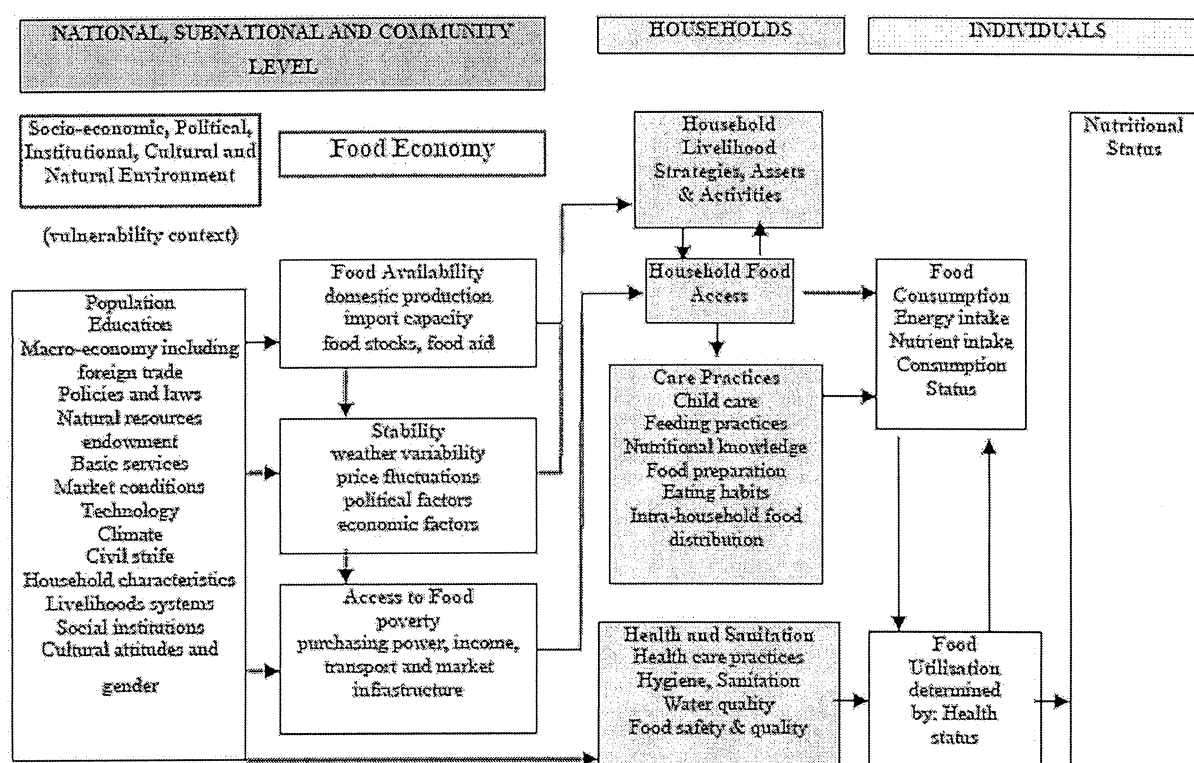 NATIONAL, SUBNATIONAL AND COMMUNITY
LEVEL
HOUSEHOLDS
INDIVIDUALS
Socio-economic, Political,
Institutional, Cultural and
Natural Environment
(vulnerability context)
Food Economy
Population
Education
Macro-economy including
foreign trade
Policies and laws
Natural resources
endowment
Basic services
Market conditions
Technology
Climate
Civil strife
Household characteristics
Livelihoods systems
Social institutions
Cultural attitudes and
gender
Food Availability
domestic production
import capacity
food stocks, food aid
Stability
weather variability
price fluctuations
political factors
economic factors
Access to Food
poverty
purchasing power, income,
transport and market
infrastructure
Household
Livelihood
Strategies, Assets
& Activities
Household Food
Access
Care Practices
Child care
Feeding practices
Nutritional knowledge
Food preparation
Eating habits
Intra-household food
distribution
Health and Sanitation
Health care practices
Hygiene, Sanitation
Water quality
Food safety & quality
Food
Consumption
Energy intake
Nutrient intake
Consumption
Status
Food
Utilisation
determined
by: Health
status
Nutritional
Status